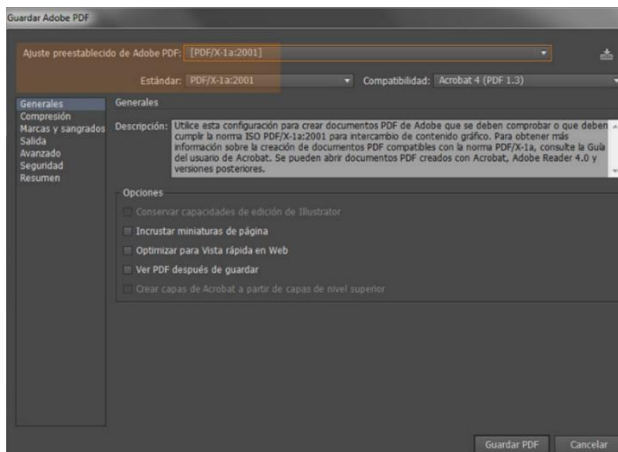 Guardar Adobe PDF
Ajuste preestablecido de Adobe PDF: [PDF/X-1a:2001]
Estándar: PDF/X-1a:2001 Compatibilidad: Acrobat 4 (PDF 1.3)
Generales
Compresión
Marcas y sangrados
Salida
Avanzado
Seguridad
Resumen
Generales
Descripción: Utilice esta configuración para crear documentos PDF de Adobe que se deben comprobar o que deben
cumplir la norma ISO PDF/X-1a:2001 para intercambio de contenido gráfico. Para obtener más
información sobre la creación de documentos PDF compatibles con la norma PDF/X-1a, consulte la Guía
del usuario de Acrobat. Se pueden abrir documentos PDF creados con Acrobat, Adobe Reader 4.0 y
versiones posteriores.
Opciones
Conservar capacidades de edición de Illustrator
Incrustar miniaturas de página
Optimizar para Vista rápida en Web
Ver PDF después de guardar
Crear capas de Acrobat a partir de capas de nivel superior
Guardar PDF Cancelar